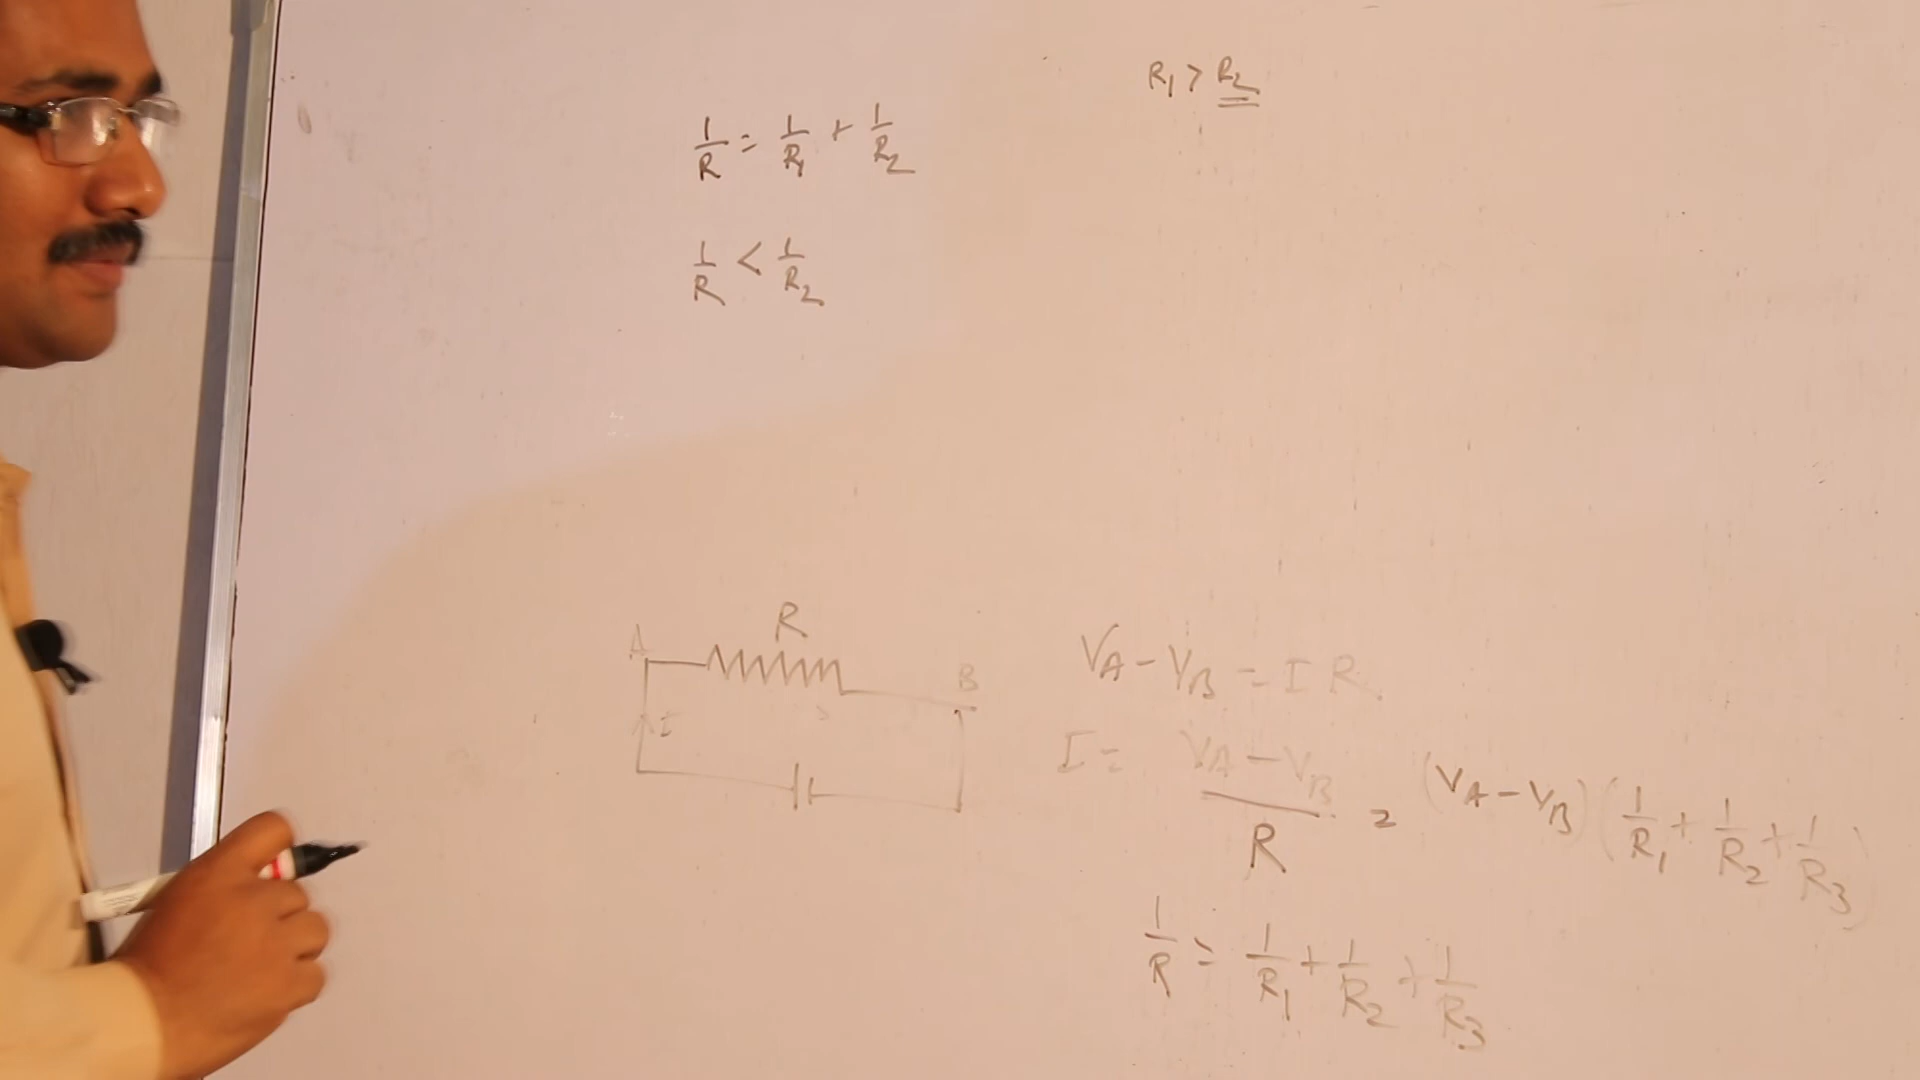 R₁ > R₂
1/R = 1/R₁ + 1/R₂
1/R < 1/R₂
R
A
B
I
V_A - V_B = I R
I = (V_A - V_B)/R = (V_A - V_B)(1/R₁ + 1/R₂ + 1/R₃)
1/R = 1/R₁ + 1/R₂ + 1/R₃